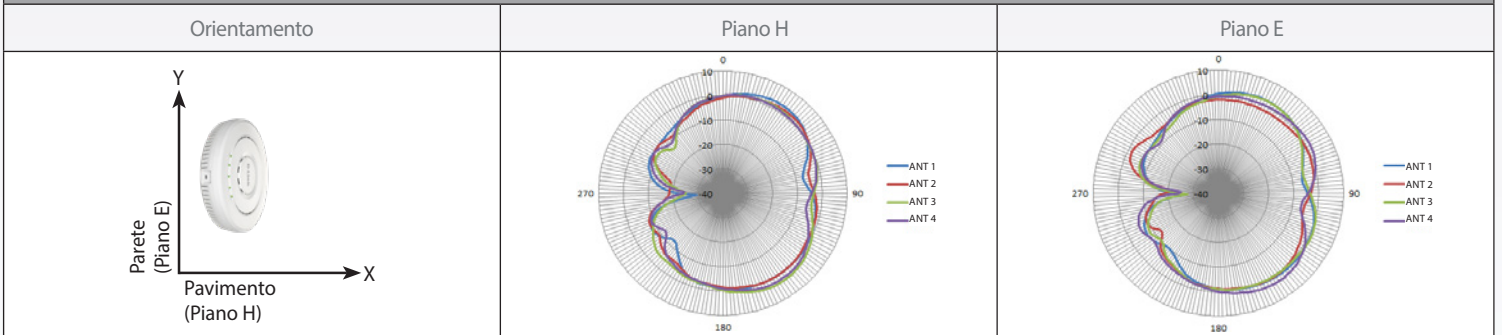 Orientamento
Piano H
Piano E
Y
Parete
(Piano E)
X
Pavimento
(Piano H)
0
10
0
-10
-20
-30
-40
270
90
180
ANT 1
ANT 2
ANT 3
ANT 4
0
10
0
-10
-20
-30
-40
270
90
180
ANT 1
ANT 2
ANT 3
ANT 4